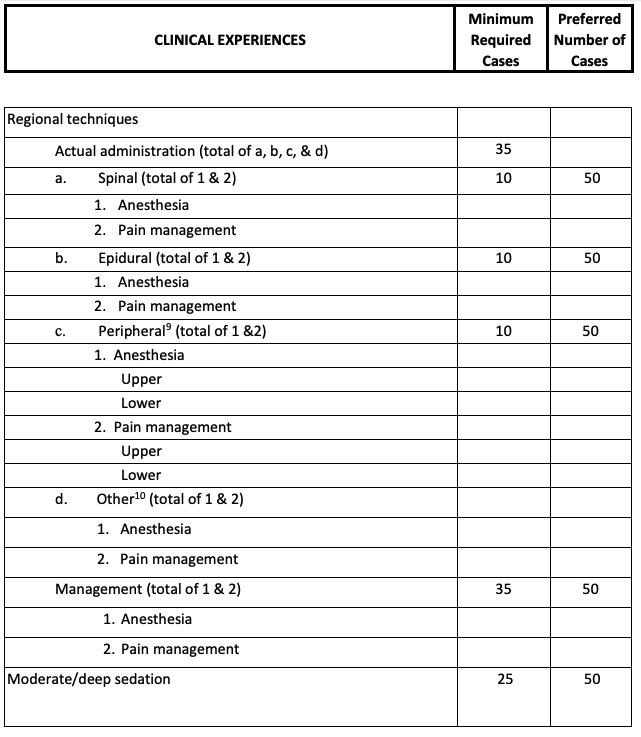 CLINICAL EXPERIENCES Minimum Required Cases Preferred Number of Cases
Regional techniques
Actual administration (total of a, b, c, & d) 35
a. Spinal (total of 1 & 2) 10 50
1. Anesthesia
2. Pain management
b. Epidural (total of 1 & 2) 10 50
1. Anesthesia
2. Pain management
c. Peripheral⁹ (total of 1 &2) 10 50
1. Anesthesia
Upper
Lower
2. Pain management
Upper
Lower
d. Other¹⁰ (total of 1 & 2)
1. Anesthesia
2. Pain management
Management (total of 1 & 2) 35 50
1. Anesthesia
2. Pain management
Moderate/deep sedation 25 50